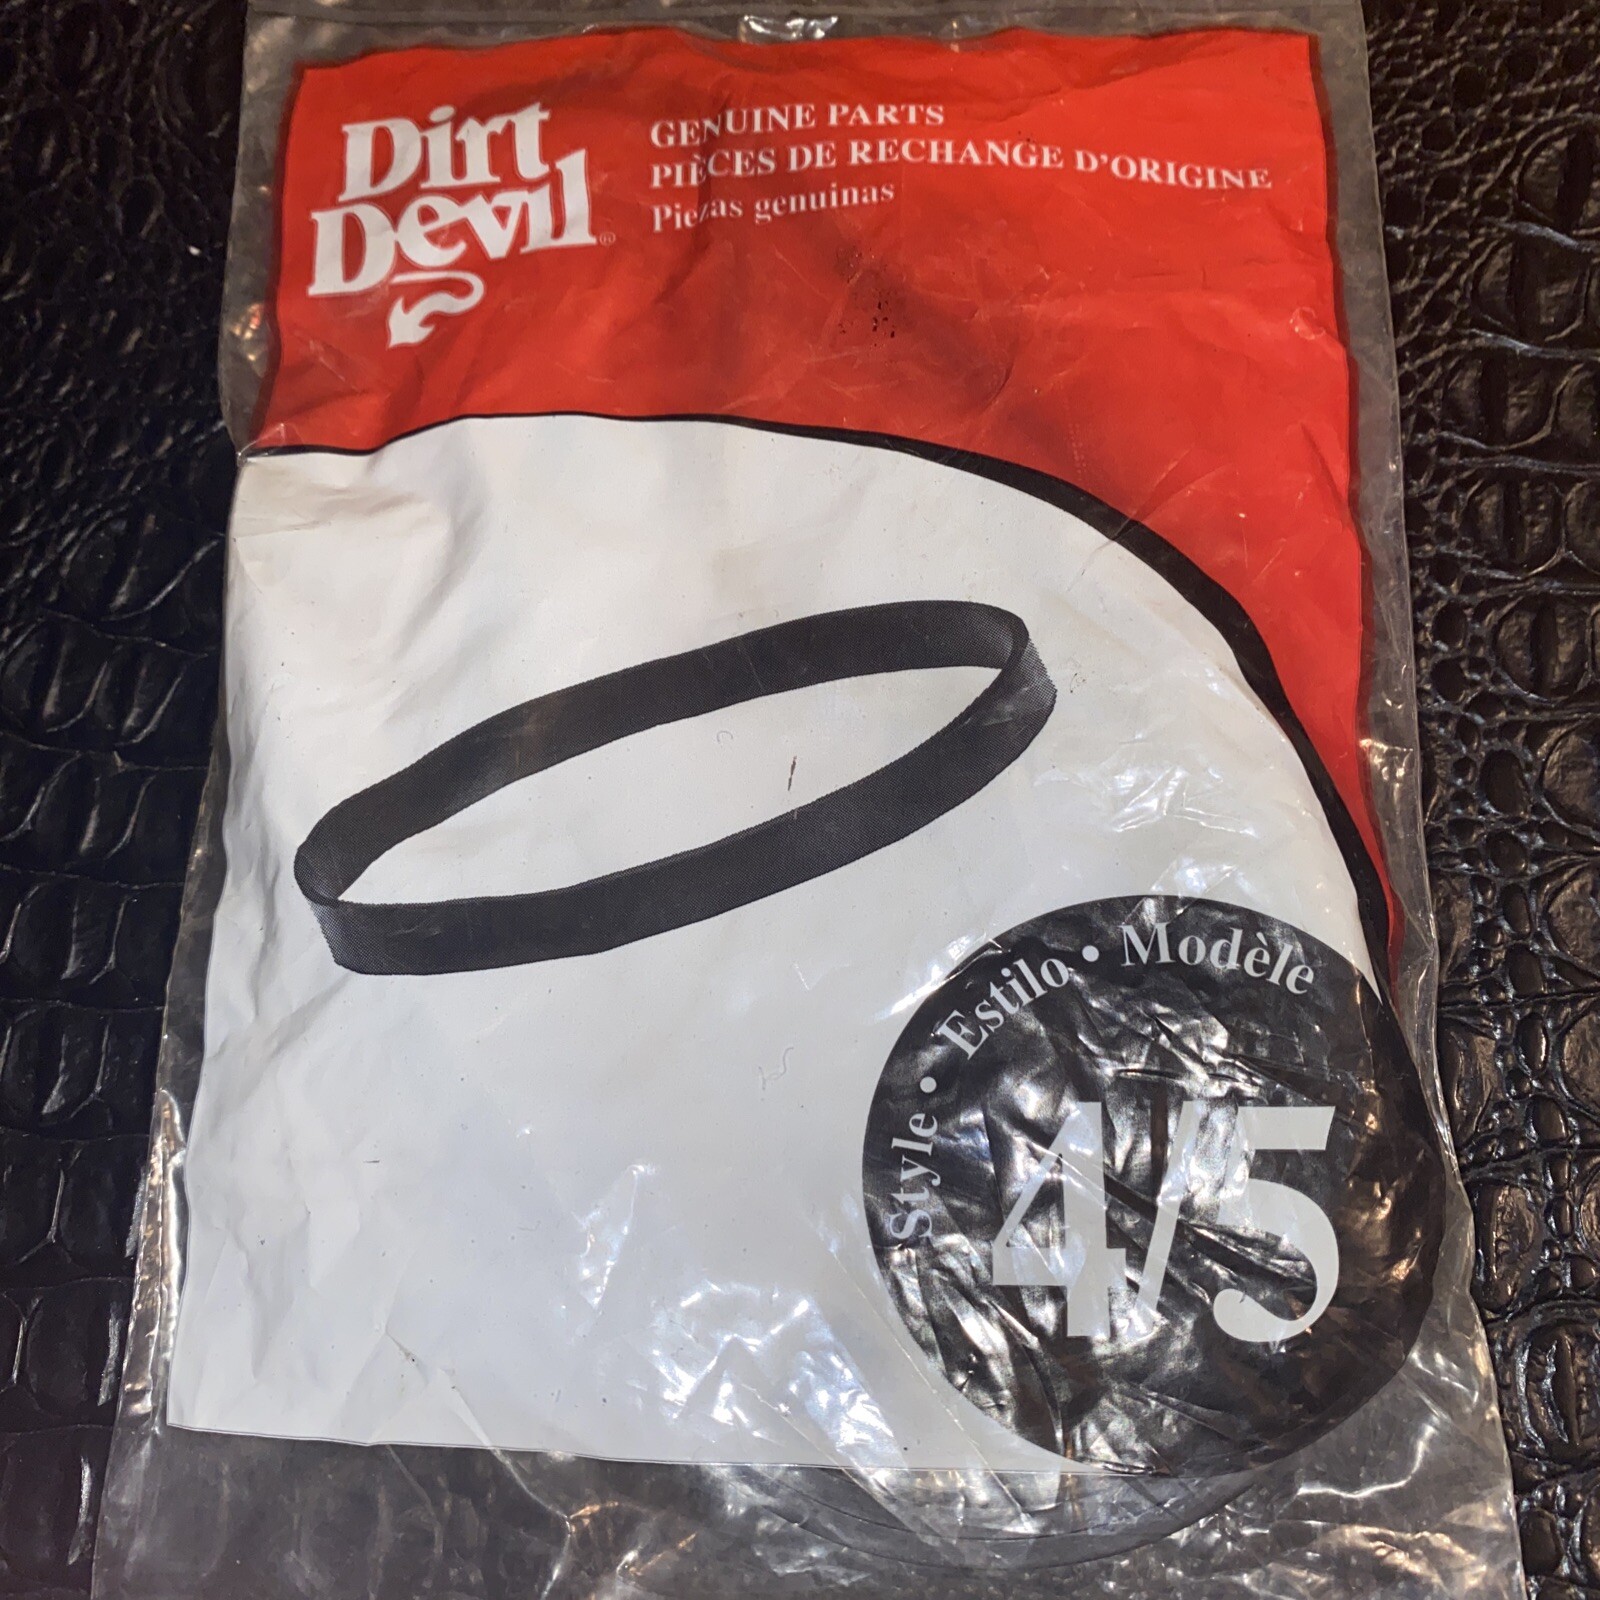 Dirt
Devil®
GENUINE PARTS
PIÈCES DE RECHANGE D'ORIGINE
Piezas genuinas
Style • Estilo • Modèle
4/5